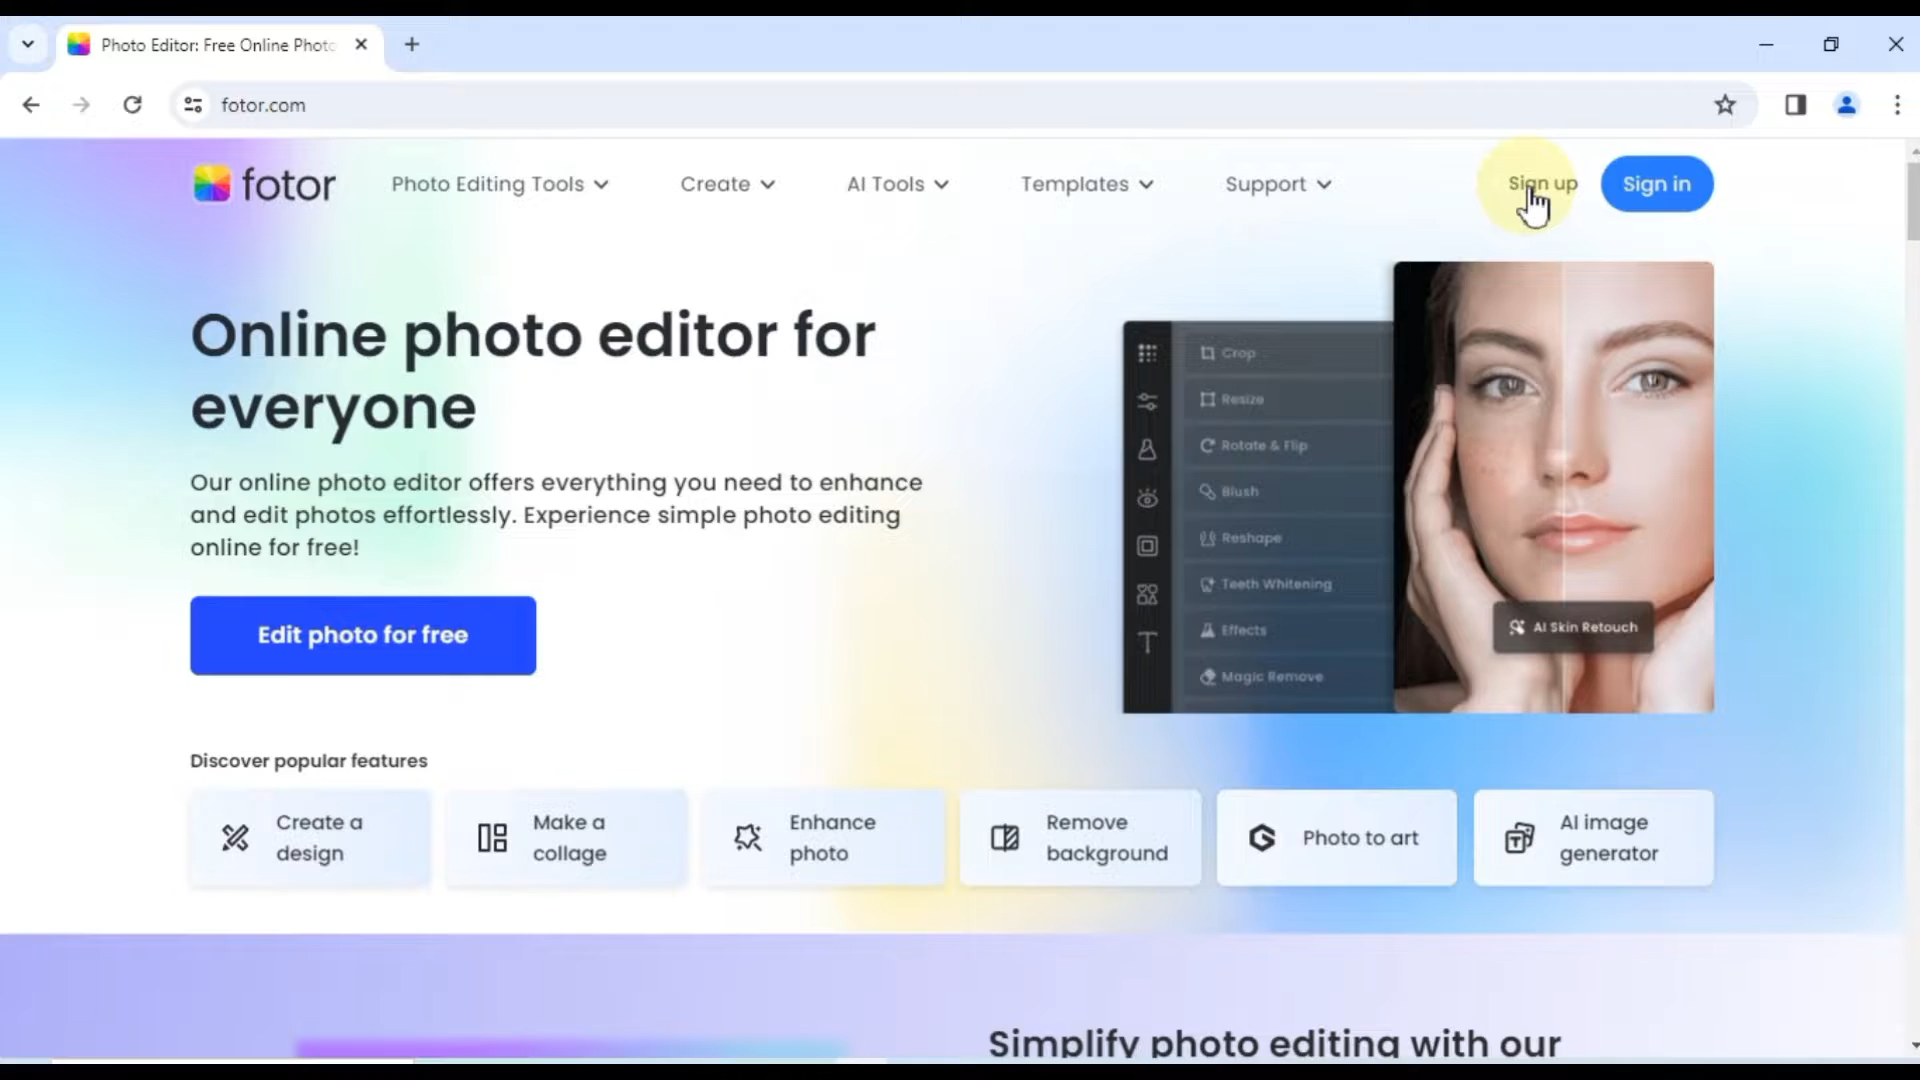 Photo Editor: Free Online Phot
fotor.com
fotor
Photo Editing Tools
Create
AI Tools
Templates
Support
Sign up
Sign in
Online photo editor for
everyone
Our online photo editor offers everything you need to enhance
and edit photos effortlessly. Experience simple photo editing
online for free!
Edit photo for free
Crop
Resize
Rotate & Flip
Blush
Reshape
Teeth Whitening
Effects
Magic Remove
AI Skin Retouch
Discover popular features
Create a
design
Make a
collage
Enhance
photo
Remove
background
Photo to art
AI image
generator
Simplify photo editing with our